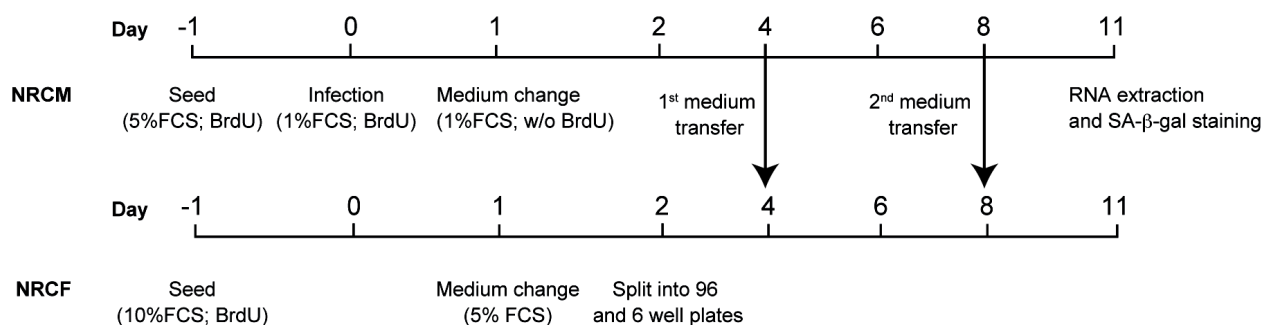 Day -1 0 1 2 4 6 8 11
NRCM
Seed
(5%FCS; BrdU)
Infection
(1%FCS; BrdU)
Medium change
(1%FCS; w/o BrdU)
1st medium
transfer
2nd medium
transfer
RNA extraction
and SA-β-gal staining
Day -1 0 1 2 4 6 8 11
NRCF
Seed
(10%FCS; BrdU)
Medium change
(5% FCS)
Split into 96
and 6 well plates